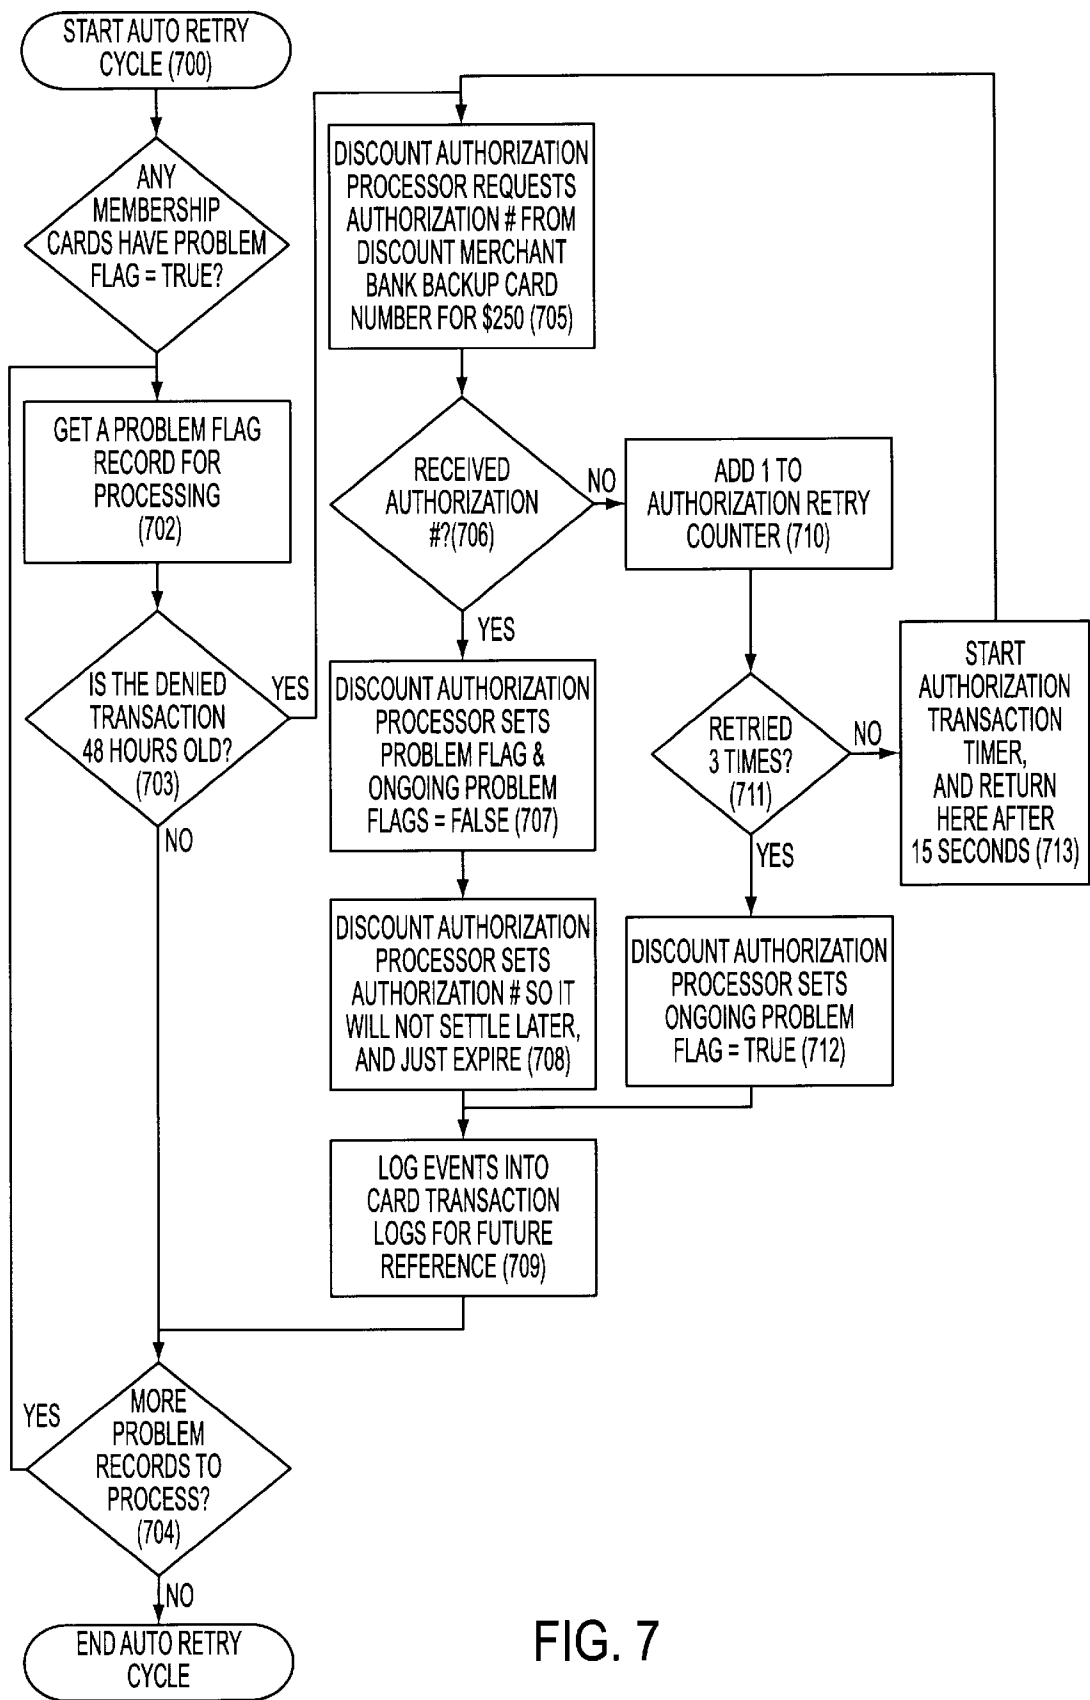 START AUTO RETRY
CYCLE (700)
ANY
MEMBERSHIP
CARDS HAVE PROBLEM
FLAG = TRUE?
GET A PROBLEM FLAG
RECORD FOR
PROCESSING
(702)
IS THE DENIED
TRANSACTION
48 HOURS OLD?
(703)
YES
NO
DISCOUNT AUTHORIZATION
PROCESSOR REQUESTS
AUTHORIZATION # FROM
DISCOUNT MERCHANT
BANK BACKUP CARD
NUMBER FOR $250 (705)
RECEIVED
AUTHORIZATION
#?(706)
NO
YES
ADD 1 TO
AUTHORIZATION RETRY
COUNTER (710)
DISCOUNT AUTHORIZATION
PROCESSOR SETS
PROBLEM FLAG &
ONGOING PROBLEM
FLAGS = FALSE (707)
RETRIED
3 TIMES?
(711)
NO
YES
START
AUTHORIZATION
TRANSACTION
TIMER,
AND RETURN
HERE AFTER
15 SECONDS (713)
DISCOUNT AUTHORIZATION
PROCESSOR SETS
AUTHORIZATION # SO IT
WILL NOT SETTLE LATER,
AND JUST EXPIRE (708)
DISCOUNT AUTHORIZATION
PROCESSOR SETS
ONGOING PROBLEM
FLAG = TRUE (712)
LOG EVENTS INTO
CARD TRANSACTION
LOGS FOR FUTURE
REFERENCE (709)
MORE
PROBLEM
RECORDS TO
PROCESS?
(704)
YES
NO
END AUTO RETRY
CYCLE
FIG. 7